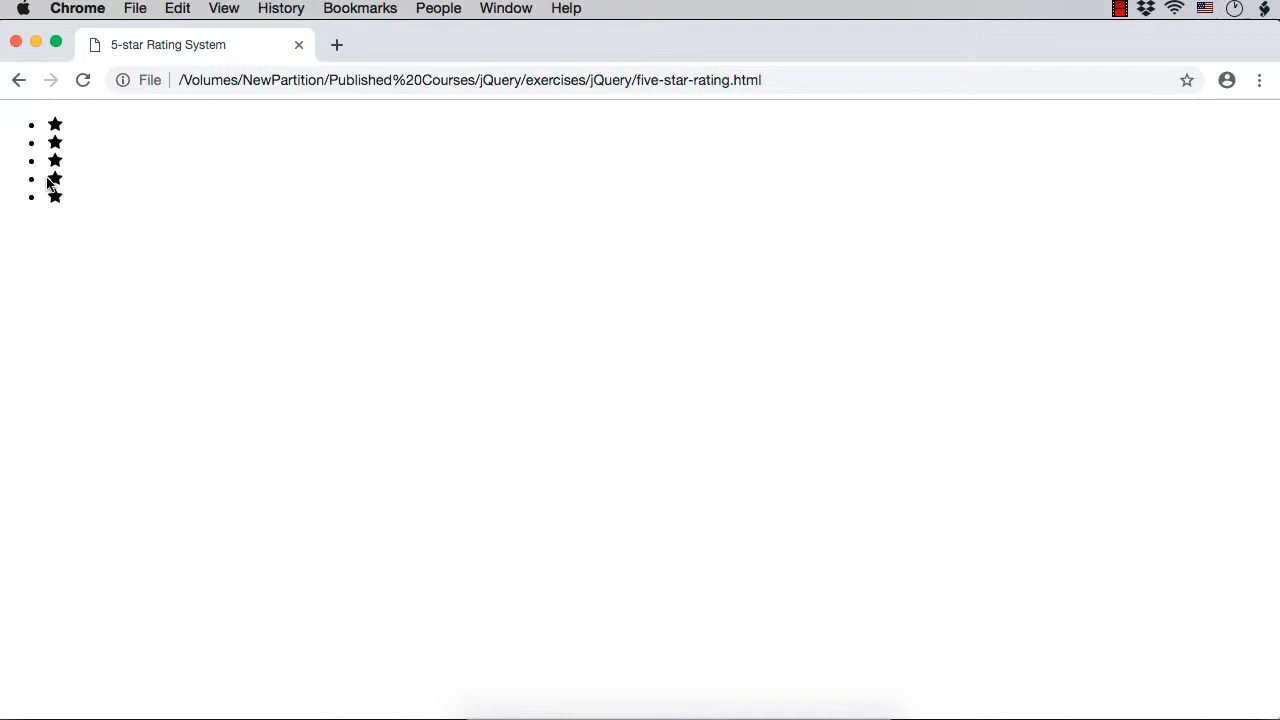 Chrome File Edit View History Bookmarks People Window Help
5-star Rating System
File /Volumes/NewPartition/Published%20Courses/jQuery/exercises/jQuery/five-star-rating.html